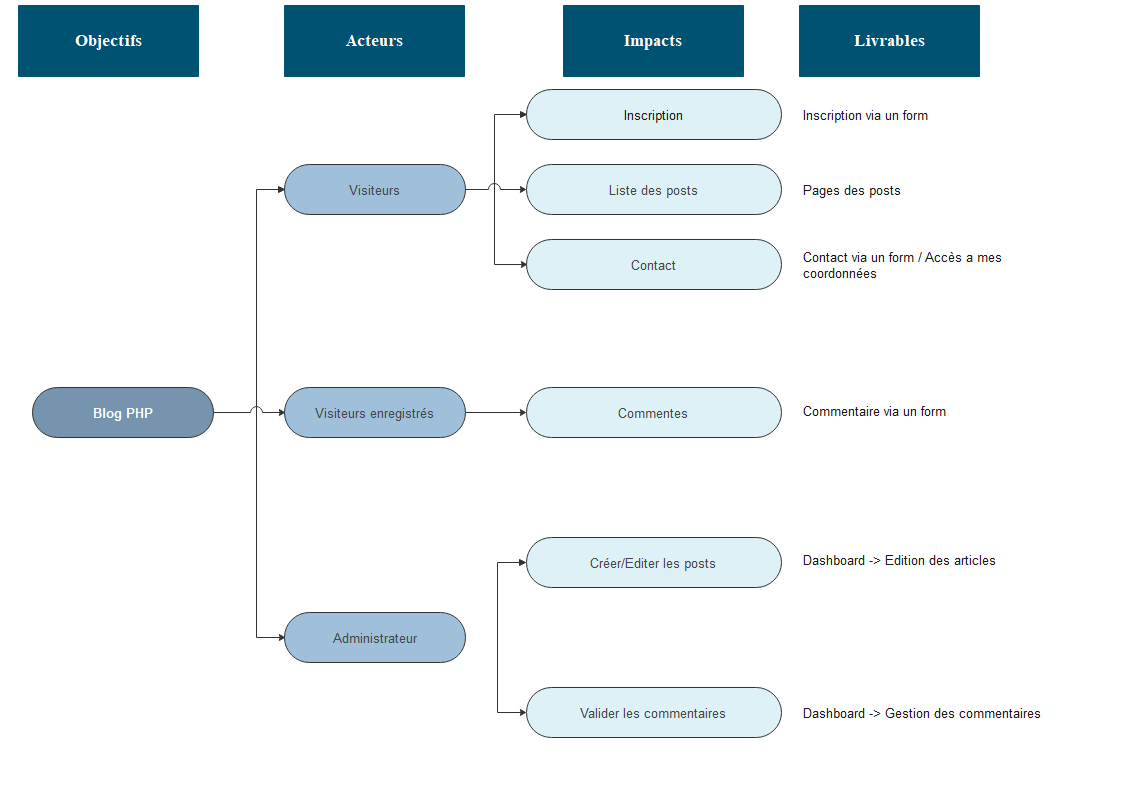 Objectifs
Acteurs
Impacts
Livrables
Inscription
Inscription via un form
Visiteurs
Liste des posts
Pages des posts
Contact
Contact via un form / Accès a mes
coordonnées
Blog PHP
Visiteurs enregistrés
Commentes
Commentaire via un form
Créer/Editer les posts
Dashboard -> Edition des articles
Administrateur
Valider les commentaires
Dashboard -> Gestion des commentaires